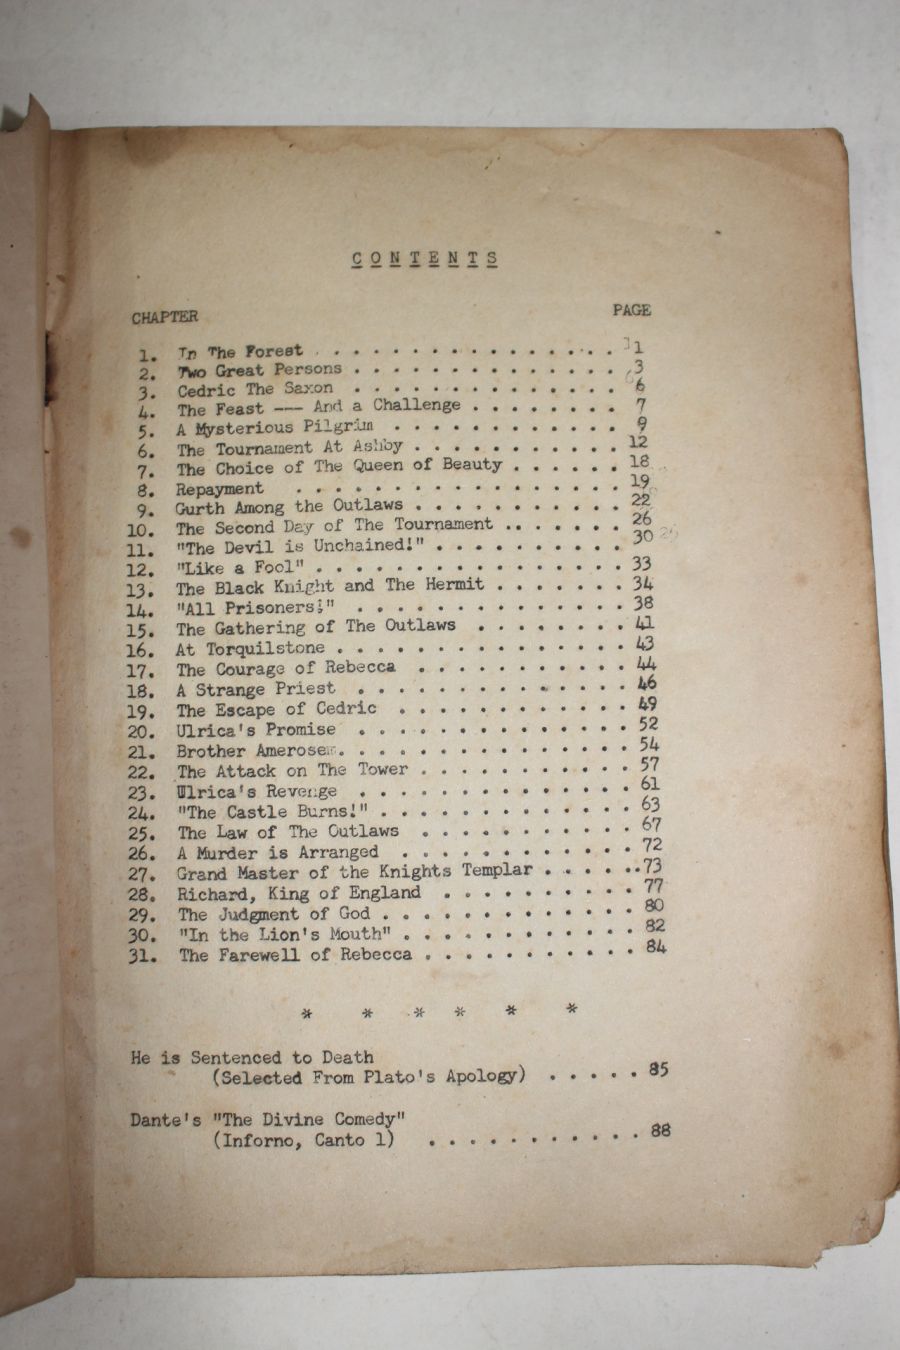 CONTENTS
CHAPTER PAGE
1. In The Forest . . . . . . . . . . . . . . . 1
2. Two Great Persons . . . . . . . . . . . . . . 3
3. Cedric The Saxon . . . . . . . . . . . . . 6
4. The Feast --- And a Challenge . . . . . . . . 7
5. A Mysterious Pilgrim . . . . . . . . . . . . 9
6. The Tournament At Ashby . . . . . . . . . . . 12
7. The Choice of The Queen of Beauty . . . . . . 18
8. Repayment . . . . . . . . . . . . . . . . . 19
9. Gurth Among the Outlaws . . . . . . . . . . . 22
10. The Second Day of The Tournament . . . . . . . 26
11. "The Devil is Unchained!" . . . . . . . . . . 30
12. "Like a Fool" . . . . . . . . . . . . . . . . 33
13. The Black Knight and The Hermit . . . . . . . 34
14. "All Prisoners!" . . . . . . . . . . . . . . 38
15. The Gathering of The Outlaws . . . . . . . . 41
16. At Torquilstone . . . . . . . . . . . . . . . 43
17. The Courage of Rebecca . . . . . . . . . . . 44
18. A Strange Priest . . . . . . . . . . . . . . 46
19. The Escape of Cedric . . . . . . . . . . . . 49
20. Ulrica's Promise . . . . . . . . . . . . . . 52
21. Brother Amerose . . . . . . . . . . . . . . . 54
22. The Attack on The Tower . . . . . . . . . . . 57
23. Ulrica's Revenge . . . . . . . . . . . . . . 61
24. "The Castle Burns!" . . . . . . . . . . . . . 63
25. The Law of The Outlaws . . . . . . . . . . . 67
26. A Murder is Arranged . . . . . . . . . . . . 72
27. Grand Master of the Knights Templar . . . . . . 73
28. Richard, King of England . . . . . . . . . . 77
29. The Judgment of God . . . . . . . . . . . . . 80
30. "In the Lion's Mouth" . . . . . . . . . . . . 82
31. The Farewell of Rebecca . . . . . . . . . . . 84
* * * * * *
He is Sentenced to Death
(Selected From Plato's Apology) . . . . . 85
Dante's "The Divine Comedy"
(Inforno, Canto 1) . . . . . . . . . . . 88